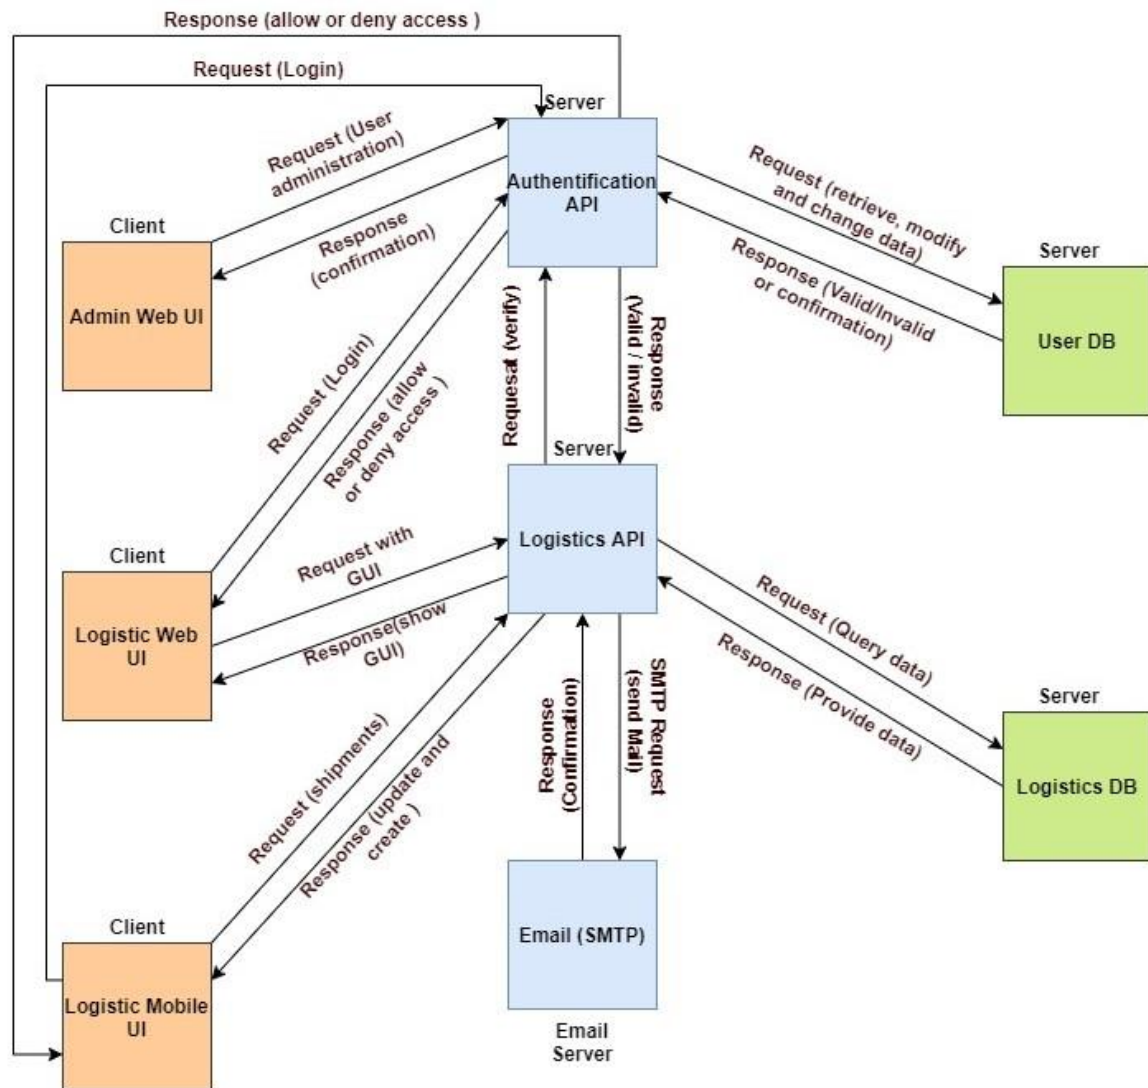 Response (allow or deny access )
Request (Login)
Server
Request (User
administration)
Authentification
API
Response
(confirmation)
Request (retrieve, modify
and change data)
Response (Valid/Invalid
or confirmation)
Client
Admin Web UI
Server
User DB
Request (Login)
Response (allow
or deny access )
Requesat (verify)
Response
(Valid / invalid)
Server
Logistics API
Client
Logistic Web
UI
Request with
GUI
Response(show
GUI)
Request (Query data)
Response (Provide data)
Server
Logistics DB
Request (shipments)
Response (update and
create )
Response
(Confirmation)
SMTP Request
(send Mail)
Client
Logistic Mobile
UI
Email (SMTP)
Email
Server